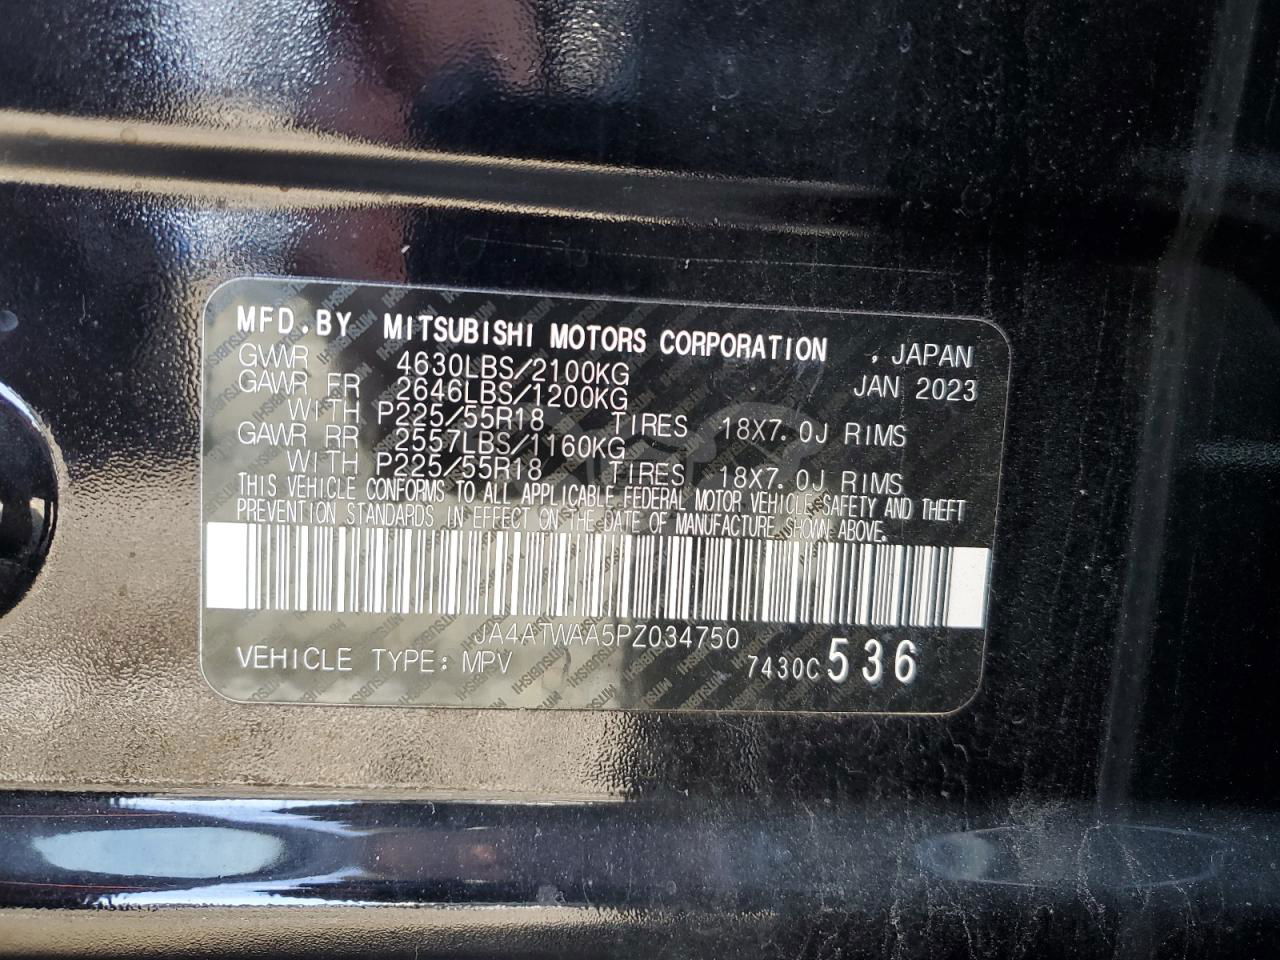 MFD.BY MITSUBISHI MOTORS CORPORATION , JAPAN
GVWR 4630LBS/2100KG JAN 2023
GAWR FR 2646LBS/1200KG
WITH P225/55R18 TIRES 18X7.0J RIMS
GAWR RR 2557LBS/1160KG
WITH P225/55R18 TIRES 18X7.0J RIMS
THIS VEHICLE CONFORMS TO ALL APPLICABLE FEDERAL MOTOR VEHICLE SAFETY AND THEFT
PREVENTION STANDARDS IN EFFECT ON THE DATE OF MANUFACTURE SHOWN ABOVE.
JA4ATWAA5PZ034750
VEHICLE TYPE: MPV 7430C 536